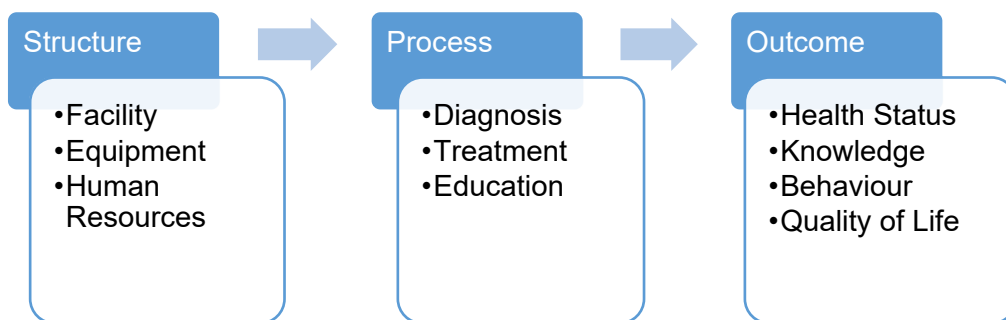 Structure
•Facility
•Equipment
•Human
Resources
Process
•Diagnosis
•Treatment
•Education
Outcome
•Health Status
•Knowledge
•Behaviour
•Quality of Life